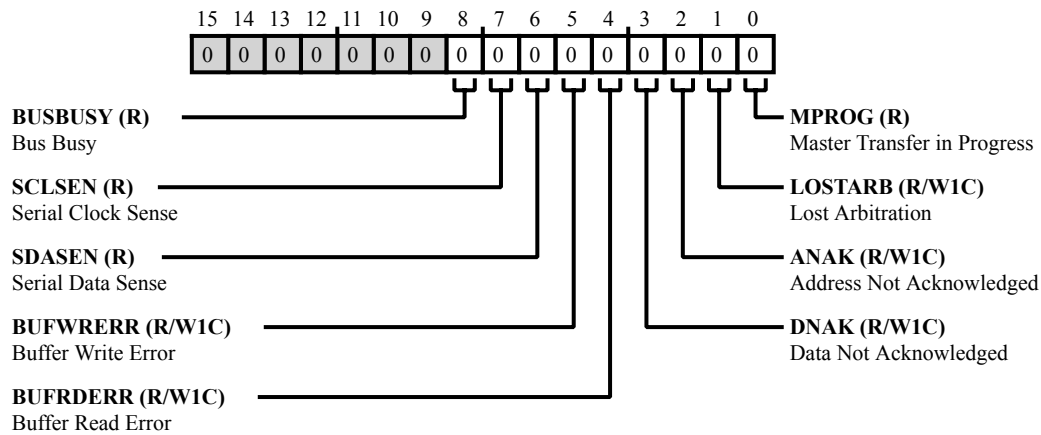 15 14 13 12 11 10 9 8 7 6 5 4 3 2 1 0
0 0 0 0 0 0 0 0 0 0 0 0 0 0 0 0
BUSBUSY (R)
Bus Busy
SCLSEN (R)
Serial Clock Sense
SDASEN (R)
Serial Data Sense
BUFWRERR (R/W1C)
Buffer Write Error
BUFRDERR (R/W1C)
Buffer Read Error
MPROG (R)
Master Transfer in Progress
LOSTARB (R/W1C)
Lost Arbitration
ANAK (R/W1C)
Address Not Acknowledged
DNAK (R/W1C)
Data Not Acknowledged